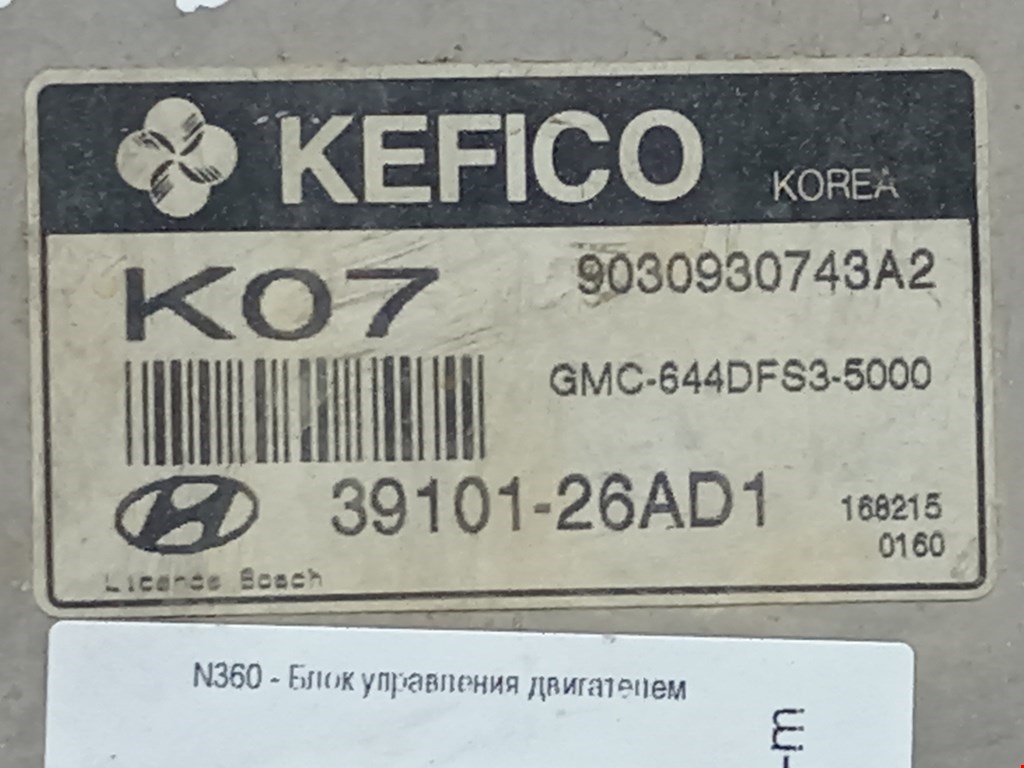 KEFICO
KOREA
K07
9030930743A2
GMC-644DFS3-5000
39101-26AD1
168215
0160
Licence Bosch
N360 - Блок управления двигателем
-m